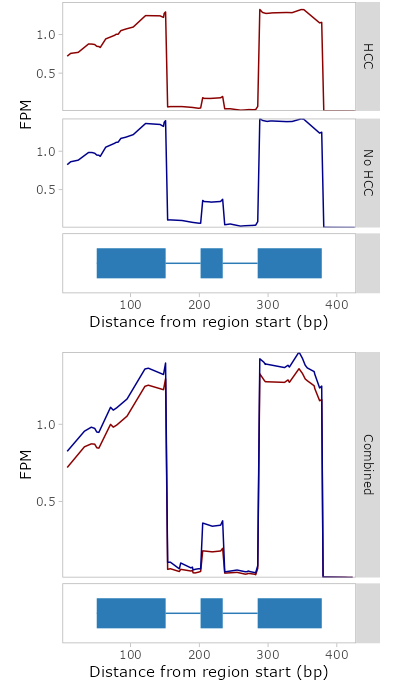 1.0
0.5
HCC
FPM
1.0
0.5
No HCC
100 200 300 400
Distance from region start (bp)
1.0
0.5
FPM
Combined
100 200 300 400
Distance from region start (bp)